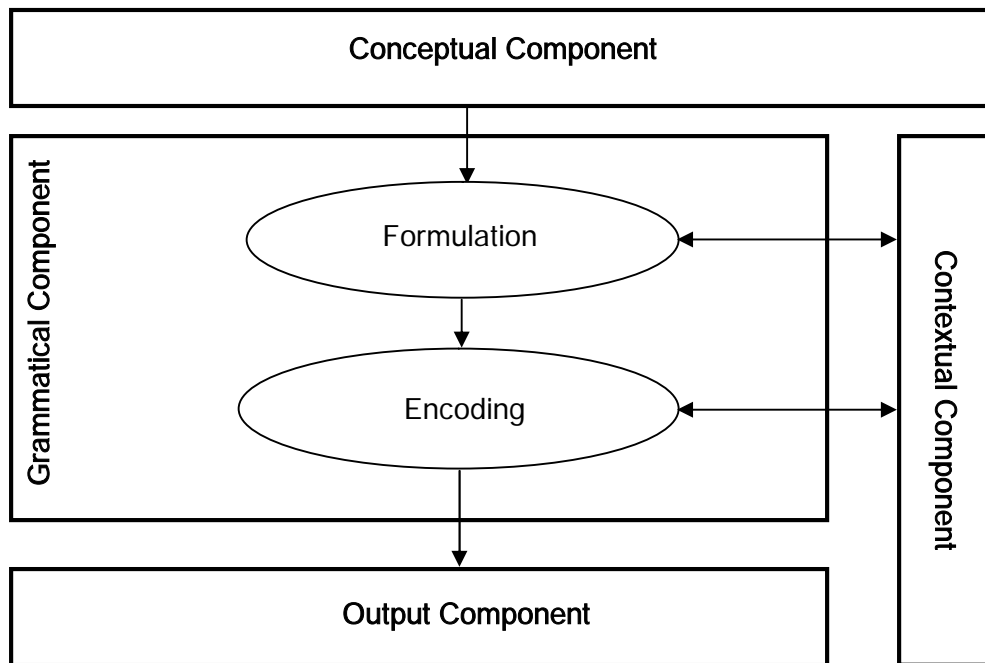 Conceptual Component
Grammatical Component
Formulation
Encoding
Contextual Component
Output Component